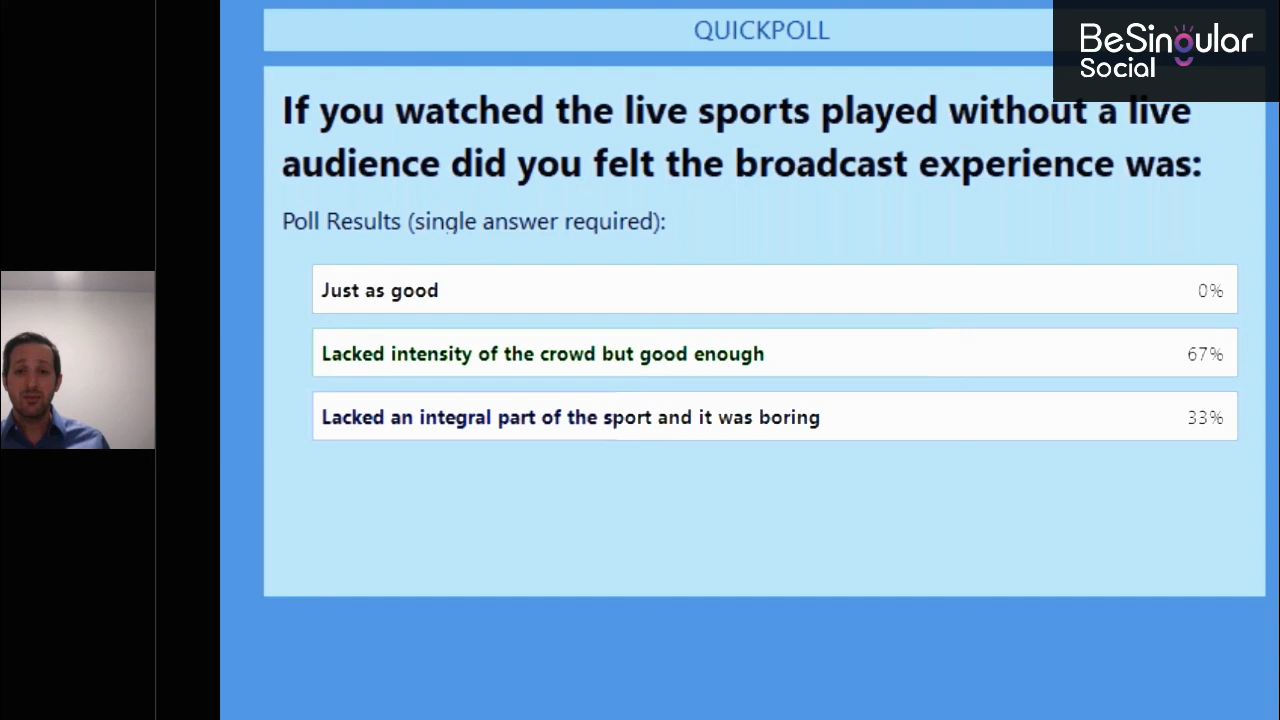 QUICKPOLL
BeSingular
Social
If you watched the live sports played without a live
audience did you felt the broadcast experience was:
Poll Results (single answer required):
Just as good 0%
Lacked intensity of the crowd but good enough 67%
Lacked an integral part of the sport and it was boring 33%